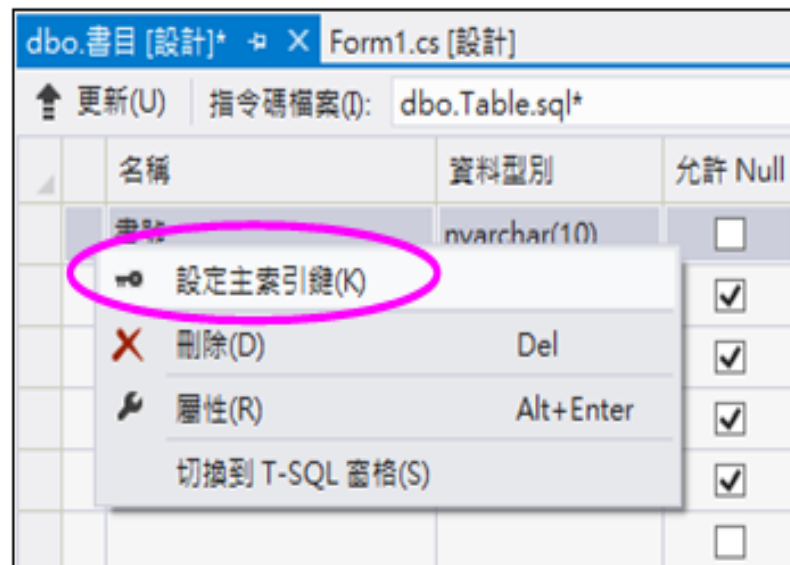 dbo.書目 [設計]* Form1.cs [設計]
更新(U) 指令碼檔案(I): dbo.Table.sql*
名稱 資料型別 允許 Null
書號 nvarchar(10)
設定主索引鍵(K)
刪除(D) Del
屬性(R) Alt+Enter
切換到 T-SQL 窗格(S)